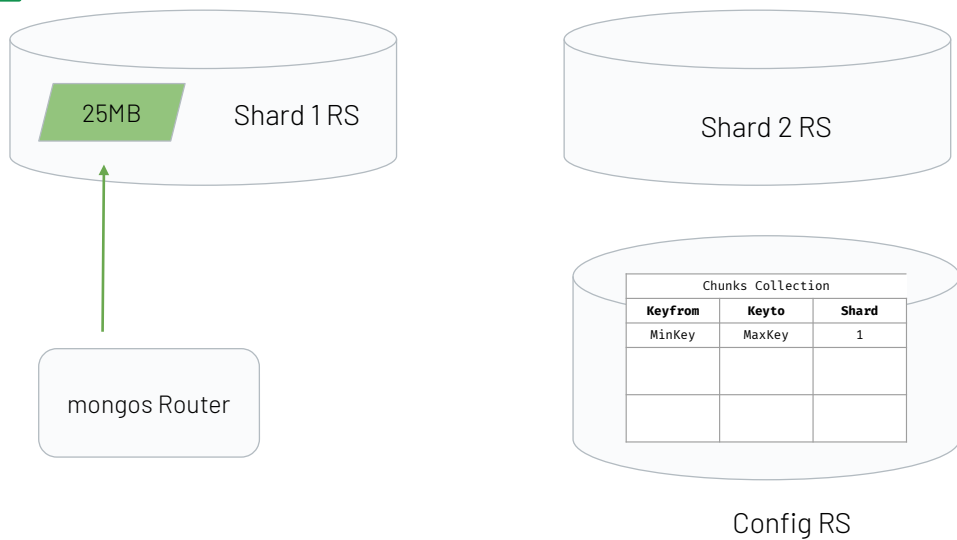 25MB
Shard 1 RS
Shard 2 RS
Chunks Collection
Keyfrom Keyto Shard
MinKey MaxKey 1
mongos Router
Config RS